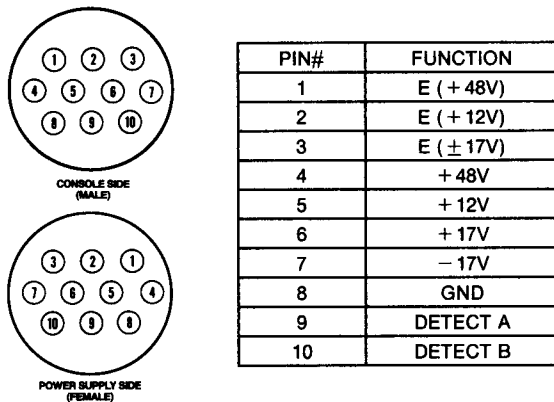 1 2 3
4 5 6 7
8 9 10
CONSOLE SIDE
(MALE)
3 2 1
7 6 5 4
10 9 8
POWER SUPPLY SIDE
(FEMALE)
PIN# FUNCTION
1 E (+48V)
2 E (+12V)
3 E (±17V)
4 +48V
5 +12V
6 +17V
7 −17V
8 GND
9 DETECT A
10 DETECT B